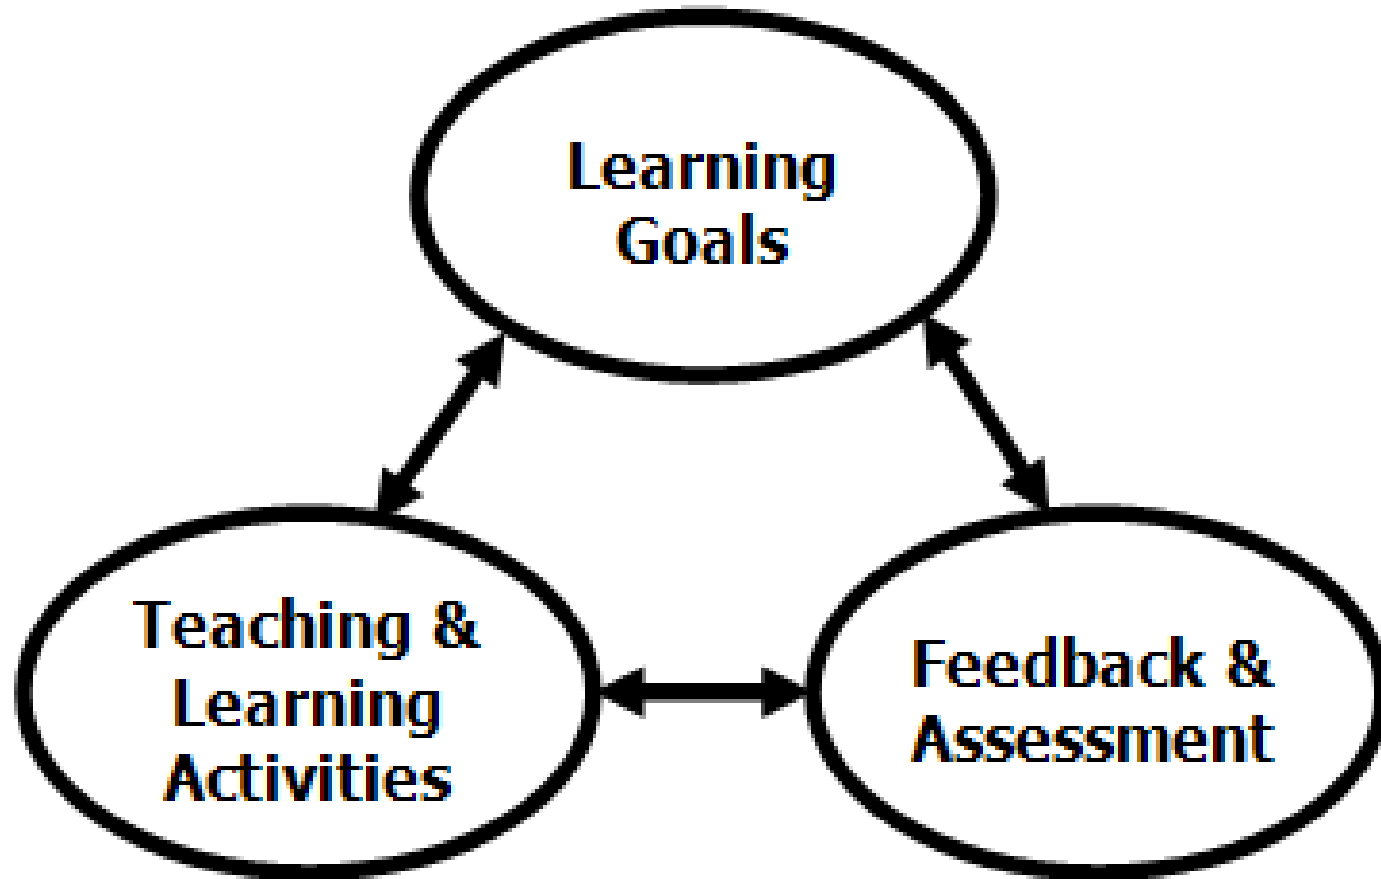 Learning
Goals
Teaching &
Learning
Activities
Feedback &
Assessment